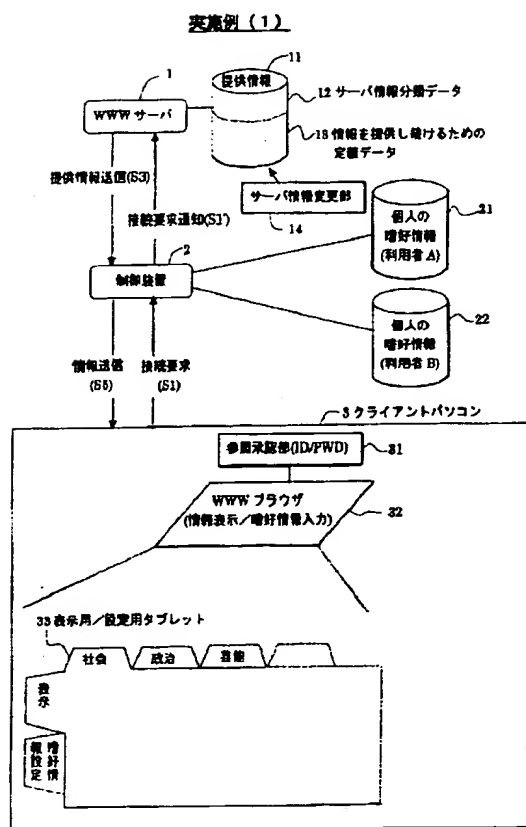 実施例(1)
11
1
提供情報
12 サーバ情報分類データ
WWW サーバ
13 情報を提供し続けるための
定義データ
提供情報送信(S3)
サーバ情報変更部
14
接続要求通知(S1')
21
個人の
嗜好情報
(利用者 A)
2
制御装置
22
個人の
嗜好情報
(利用者 B)
情報送信
(S5)
接続要求
(S1)
3 クライアントパソコン
参照承認部(ID/PWD)
31
WWW ブラウザ
(情報表示/嗜好情報入力)
32
33 表示用/設定用タブレット
社会
政治
芸能
表示
嗜好情
報設定